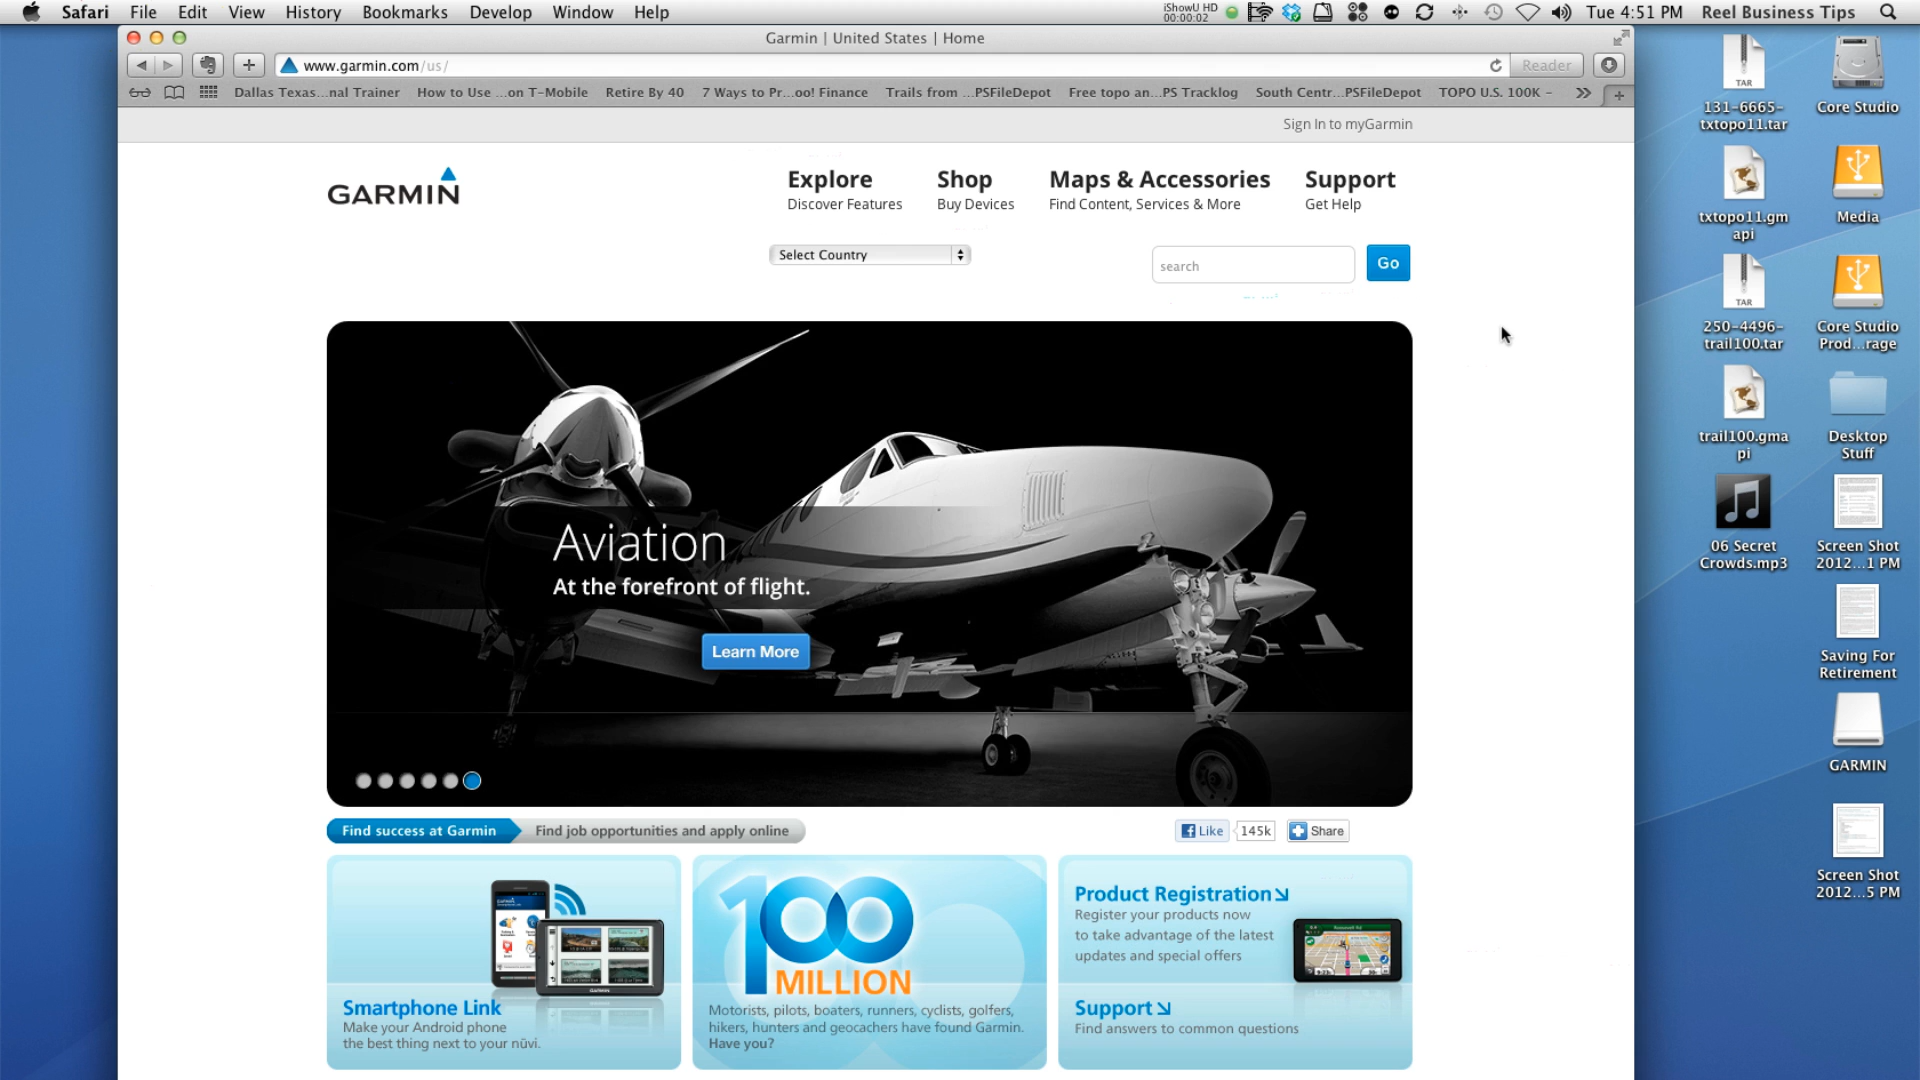 Safari File Edit View History Bookmarks Develop Window Help
iShowU HD
00:00:02
Tue 4:51 PM Reel Business Tips
Garmin | United States | Home
www.garmin.com/us/
Reader
Dallas Texas...nal Trainer How to Use ...on T-Mobile Retire By 40 7 Ways to Pr...oo! Finance Trails from ...PSFileDepot Free topo an...PS Tracklog South Centr...PSFileDepot TOPO U.S. 100K -
Sign In to myGarmin
GARMIN
Explore Shop Maps & Accessories Support
Discover Features Buy Devices Find Content, Services & More Get Help
Select Country
search
Go
Aviation
At the forefront of flight.
Learn More
Find success at Garmin Find job opportunities and apply online
Like 145k Share
Smartphone Link
Make your Android phone
the best thing next to your nüvi.
100
MILLION
Motorists, pilots, boaters, runners, cyclists, golfers,
hikers, hunters and geocachers have found Garmin.
Have you?
Product Registration
Register your products now
to take advantage of the latest
updates and special offers
Support
Find answers to common questions
TAR
131-6665-
txtopo11.tar
Core Studio
txtopo11.gm
api
Media
TAR
250-4496-
trail100.tar
Core Studio
Prod...rage
trail100.gma
pi
Desktop
Stuff
06 Secret
Crowds.mp3
Screen Shot
2012...1 PM
Saving For
Retirement
GARMIN
Screen Shot
2012...5 PM